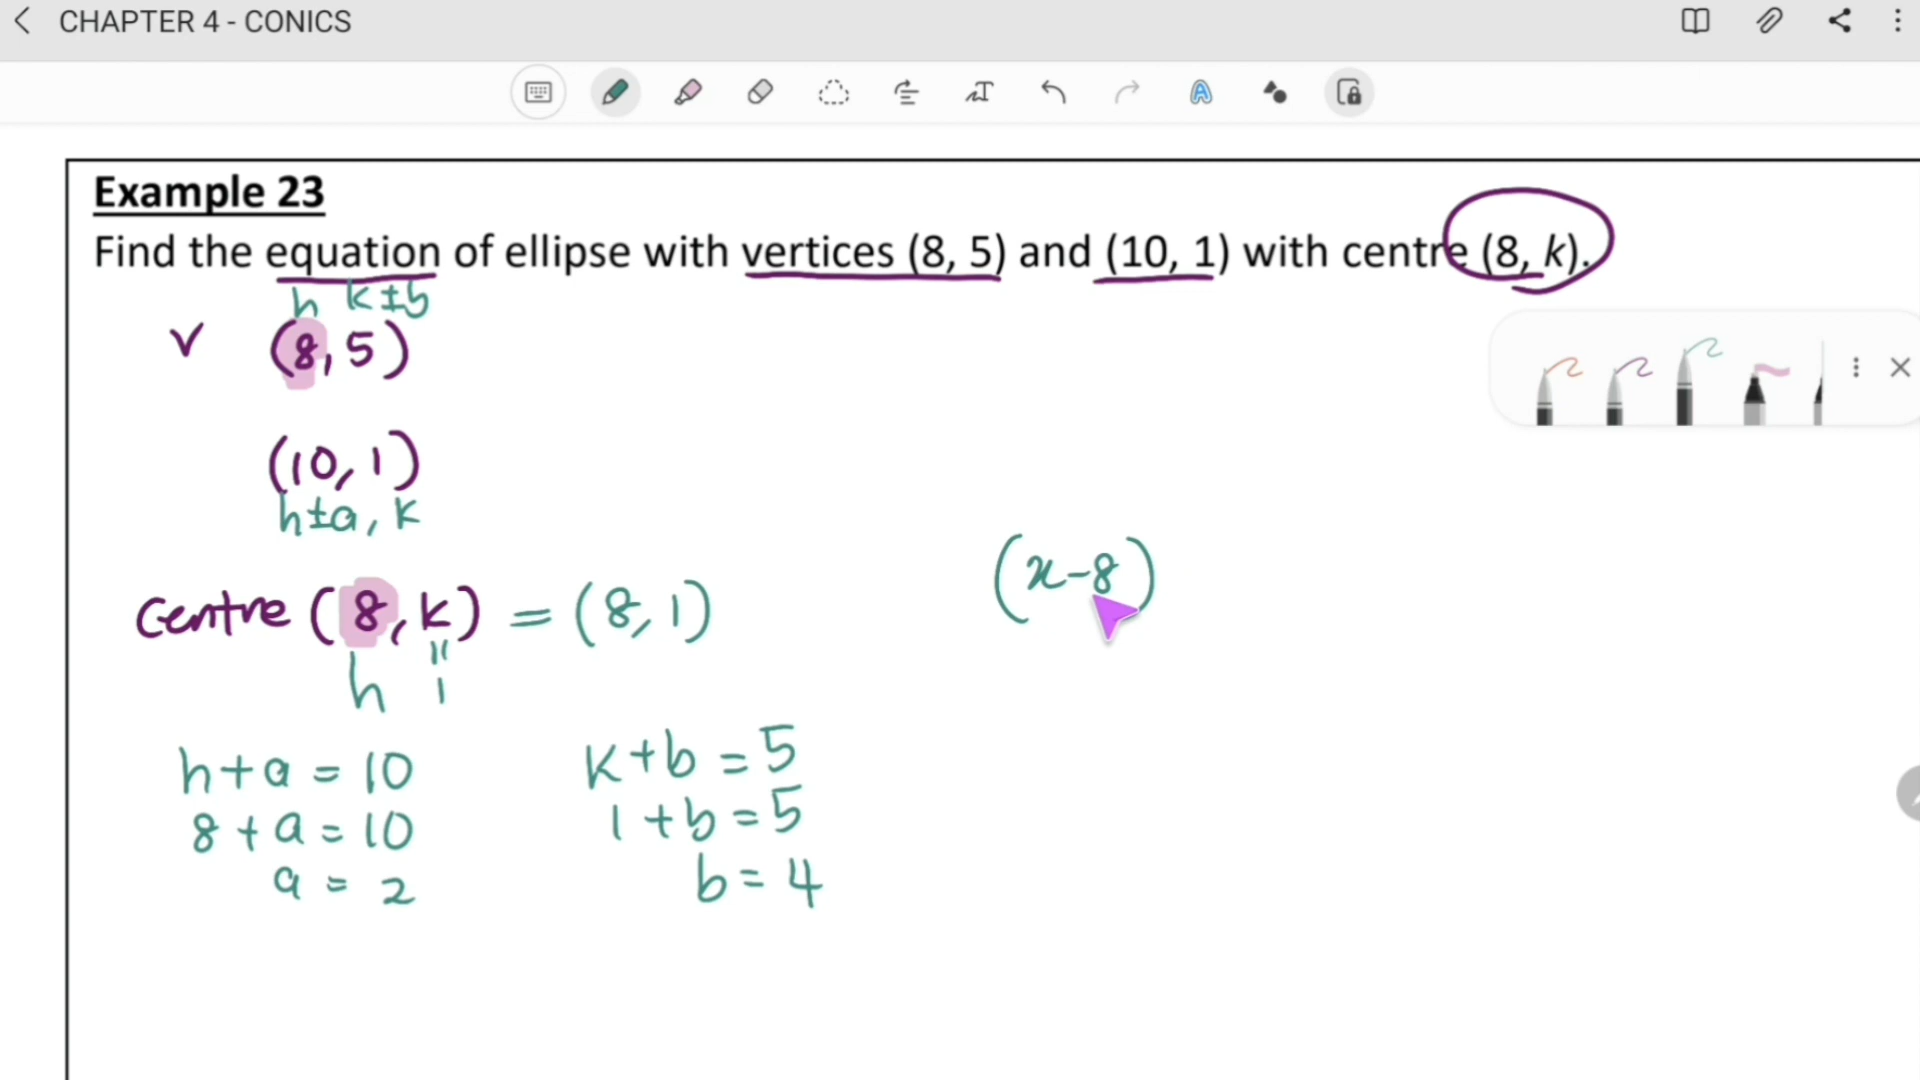 CHAPTER 4 - CONICS
Example 23
Find the equation of ellipse with vertices (8, 5) and (10, 1) with centre (8, k).
h k±b
V (8, 5)
(10, 1)
h±a, k
centre (8, k) = (8, 1)
h
"
1
(x-8)
h+a = 10
8 + a = 10
a = 2
k+b = 5
1 + b = 5
b = 4